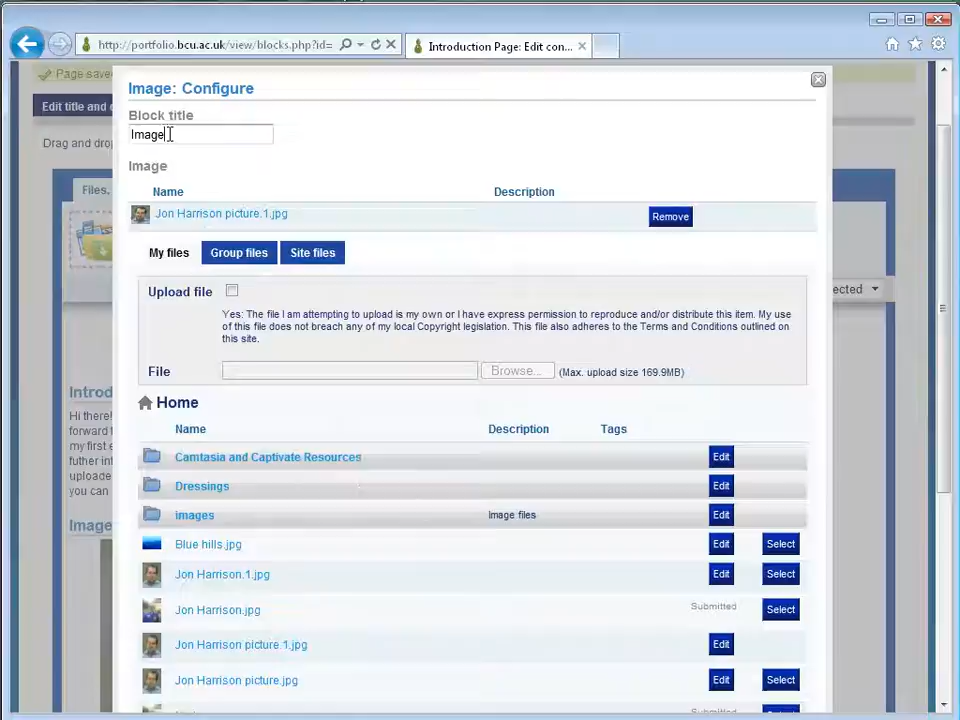 http://portfolio.bcu.ac.uk/view/blocks.php?id=
Introduction Page: Edit con...
Page save
Edit title and
Drag and drop
Files,
ected
Introd
Hi there!
forward
my first e
futher int
uploade
you can
Image
Image: Configure
Block title
Image
Image
Name
Description
Jon Harrison picture.1.jpg
Remove
My files
Group files
Site files
Upload file
Yes: The file I am attempting to upload is my own or I have express permission to reproduce and/or distribute this item. My use
of this file does not breach any of my local Copyright legislation. This file also adheres to the Terms and Conditions outlined on
this site.
File
Browse...
(Max. upload size 169.9MB)
Home
Name
Description
Tags
Camtasia and Captivate Resources
Edit
Dressings
Edit
images
Image files
Edit
Blue hills.jpg
Edit
Select
Jon Harrison.1.jpg
Edit
Select
Jon Harrison.jpg
Submitted
Select
Jon Harrison picture.1.jpg
Edit
Jon Harrison picture.jpg
Edit
Select
Submitted